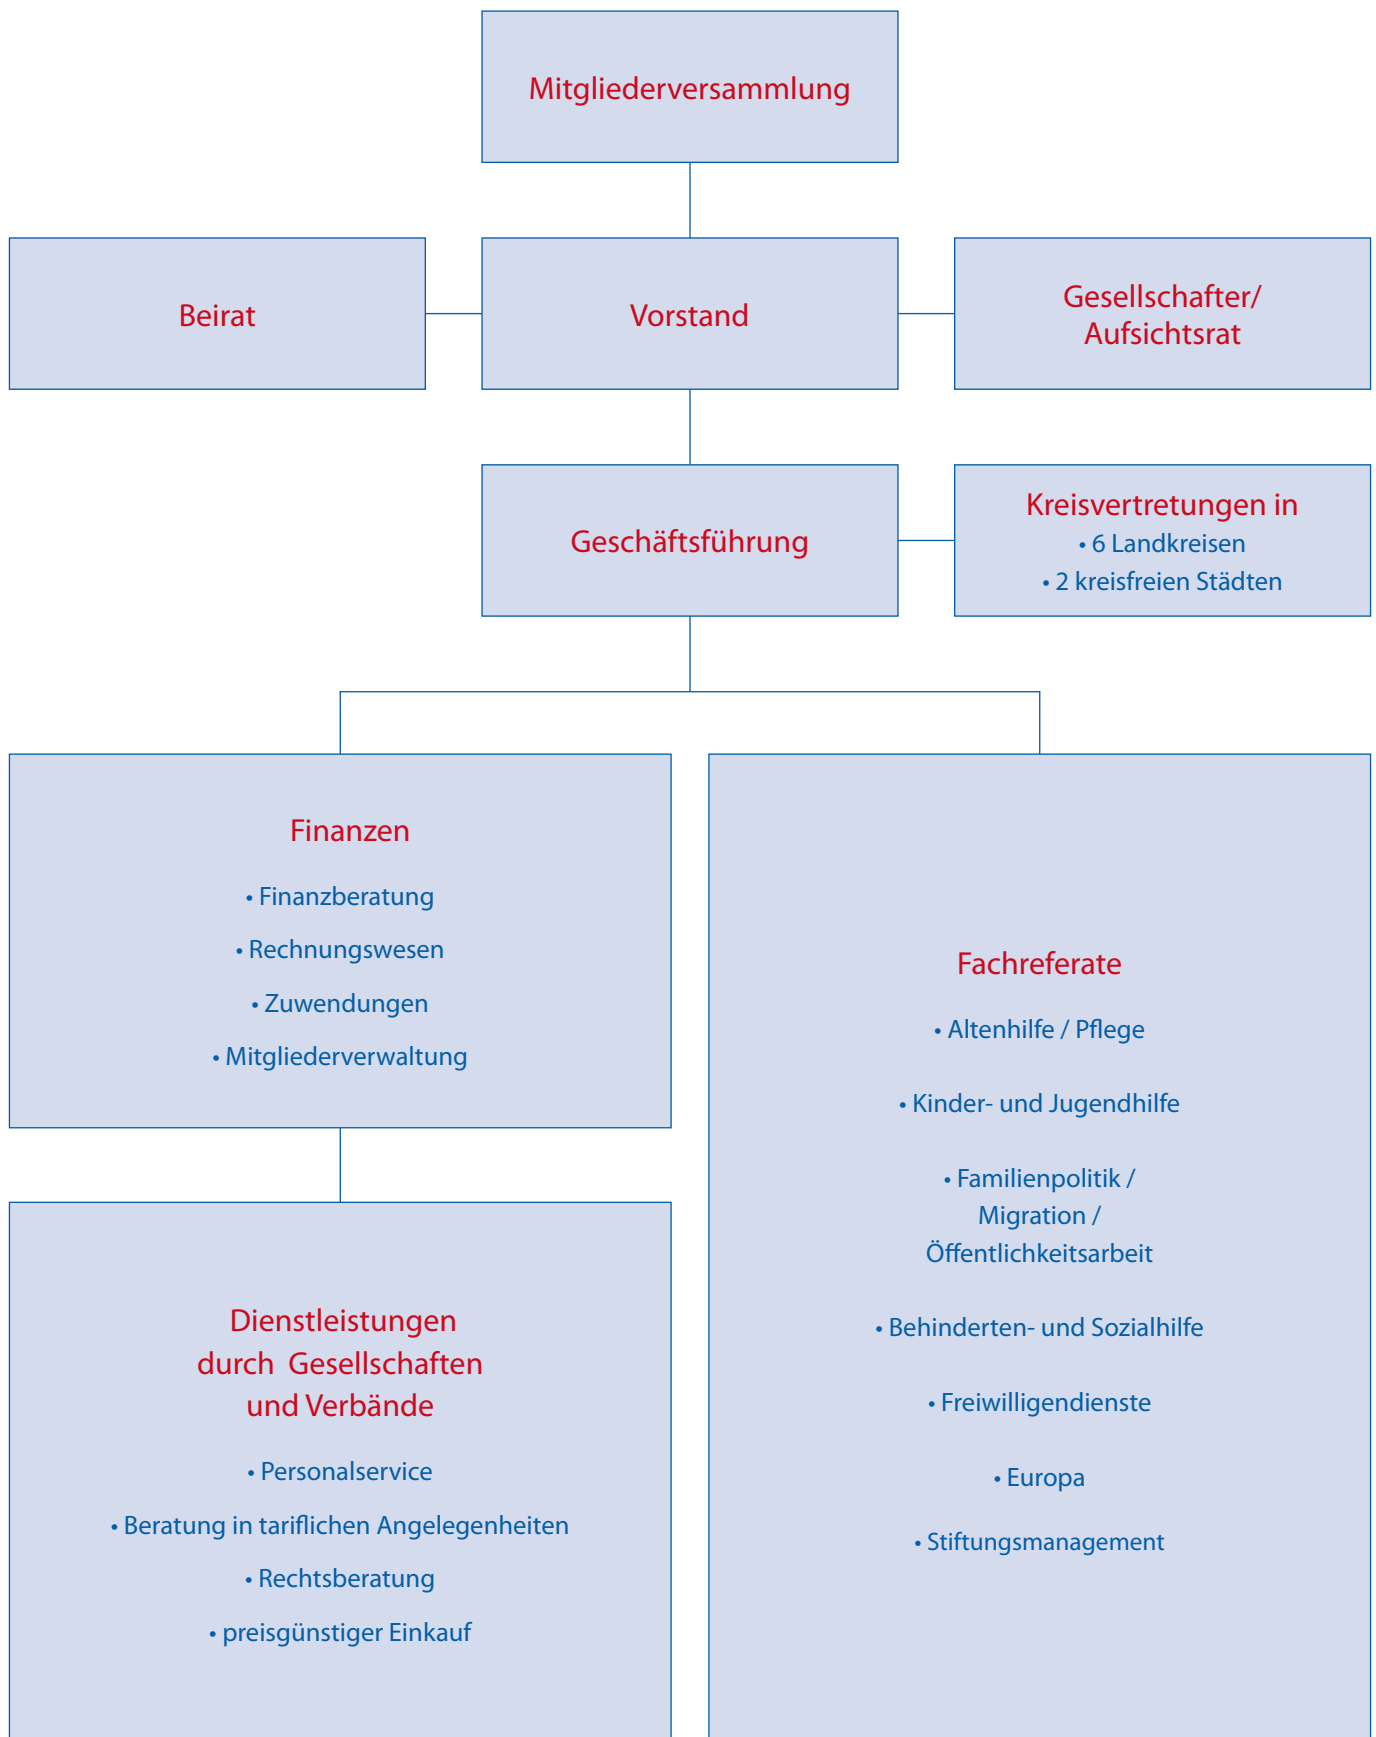 Mitgliederversammlung
Beirat
Vorstand
Gesellschafter/
Aufsichtsrat
Geschäftsführung
Kreisvertretungen in
• 6 Landkreisen
• 2 kreisfreien Städten
Finanzen
• Finanzberatung
• Rechnungswesen
• Zuwendungen
• Mitgliederverwaltung
Dienstleistungen
durch Gesellschaften
und Verbände
• Personalservice
• Beratung in tariflichen Angelegenheiten
• Rechtsberatung
• preisgünstiger Einkauf
Fachreferate
• Altenhilfe / Pflege
• Kinder- und Jugendhilfe
• Familienpolitik /
Migration /
Öffentlichkeitsarbeit
• Behinderten- und Sozialhilfe
• Freiwilligendienste
• Europa
• Stiftungsmanagement